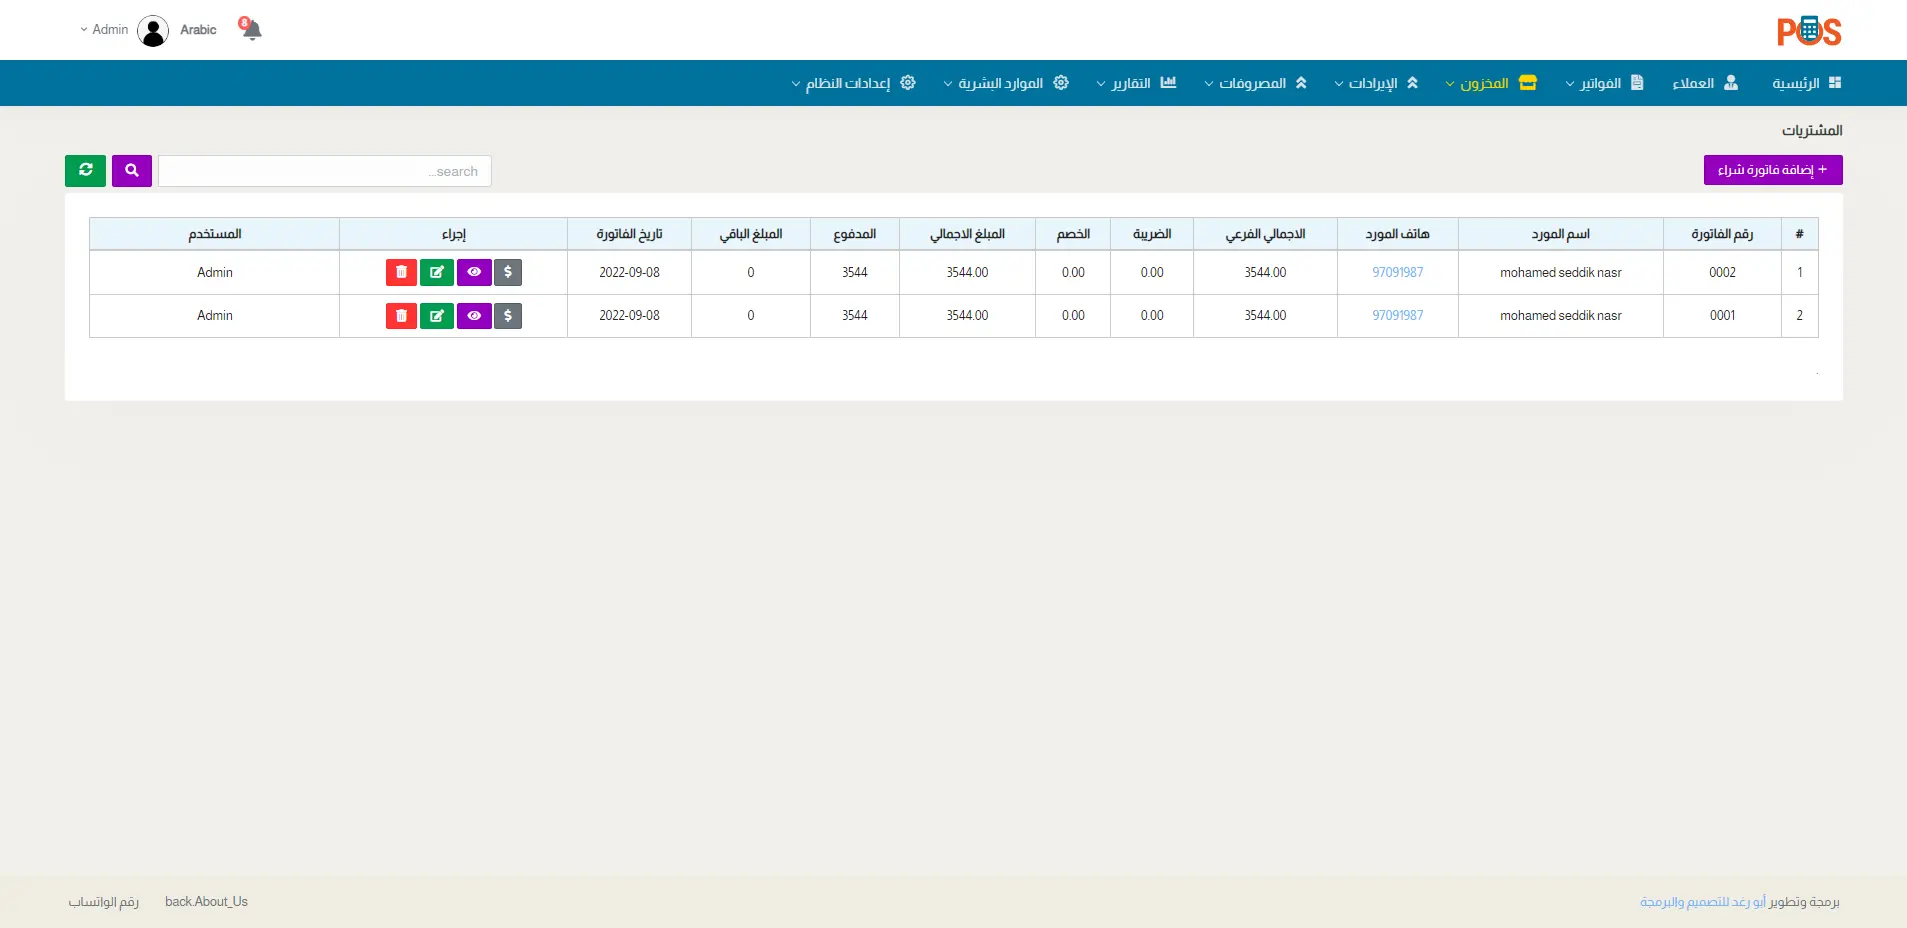 POS
8
Arabic
Admin
الرئيسية
العملاء
الفواتير
المخزون
الإيرادات
المصروفات
التقارير
الموارد البشرية
إعدادات النظام
المشتريات
+ إضافة فاتورة شراء
search...
# رقم الفاتورة اسم المورد هاتف المورد الاجمالي الفرعي الضريبة الخصم المبلغ الاجمالي المدفوع المبلغ الباقي تاريخ الفاتورة إجراء المستخدم
1 0002 mohamed seddik nasr 97091987 3544.00 0.00 0.00 3544.00 3544 0 2022-09-08 $ Admin
2 0001 mohamed seddik nasr 97091987 3544.00 0.00 0.00 3544.00 3544 0 2022-09-08 $ Admin
.
برمجة وتطوير أبو رغد للتصميم والبرمجة
back.About_Us
رقم الواتساب